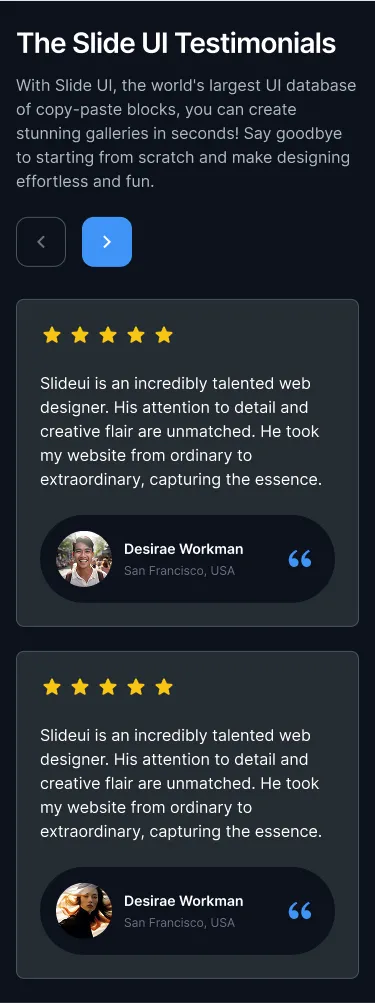 The Slide UI Testimonials
With Slide UI, the world's largest UI database
of copy-paste blocks, you can create
stunning galleries in seconds! Say goodbye
to starting from scratch and make designing
effortless and fun.
Slideui is an incredibly talented web
designer. His attention to detail and
creative flair are unmatched. He took
my website from ordinary to
extraordinary, capturing the essence.
Desirae Workman
San Francisco, USA
Slideui is an incredibly talented web
designer. His attention to detail and
creative flair are unmatched. He took
my website from ordinary to
extraordinary, capturing the essence.
Desirae Workman
San Francisco, USA